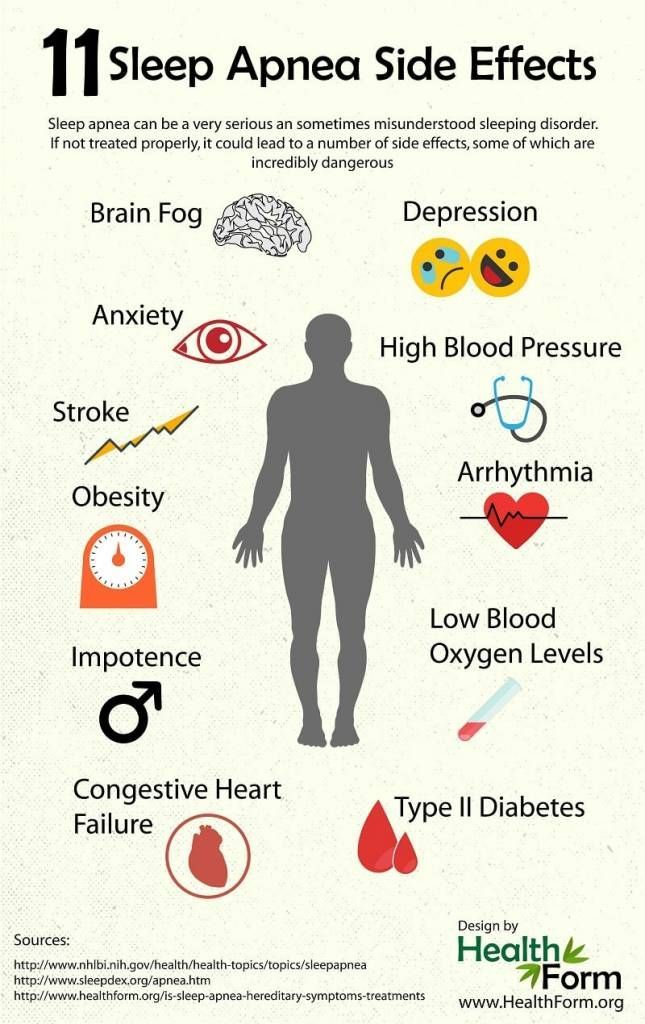 11 Sleep Apnea Side Effects
Sleep apnea can be a very serious an sometimes misunderstood sleeping disorder.
If not treated properly, it could lead to a number of side effects, some of which are
incredibly dangerous
Brain Fog
Depression
Anxiety
High Blood Pressure
Stroke
Arrhythmia
Obesity
Low Blood
Oxygen Levels
Impotence
Congestive Heart
Failure
Type II Diabetes
Sources:
http://www.nhlbi.nih.gov/health/health-topics/topics/sleepapnea
http://www.sleepdex.org/apnea.htm
http://www.healthform.org/is-sleep-apnea-hereditary-symptoms-treatments
Design by
Health
Form
www.HealthForm.org